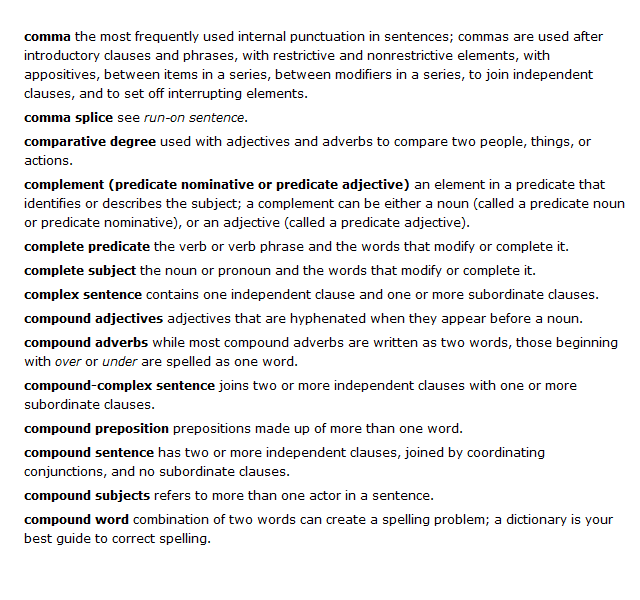 comma the most frequently used internal punctuation in sentences; commas are used after
introductory clauses and phrases, with restrictive and nonrestrictive elements, with
appositives, between items in a series, between modifiers in a series, to join independent
clauses, and to set off interrupting elements.
comma splice see run-on sentence.
comparative degree used with adjectives and adverbs to compare two people, things, or
actions.
complement (predicate nominative or predicate adjective) an element in a predicate that
identifies or describes the subject; a complement can be either a noun (called a predicate noun
or predicate nominative), or an adjective (called a predicate adjective).
complete predicate the verb or verb phrase and the words that modify or complete it.
complete subject the noun or pronoun and the words that modify or complete it.
complex sentence contains one independent clause and one or more subordinate clauses.
compound adjectives adjectives that are hyphenated when they appear before a noun.
compound adverbs while most compound adverbs are written as two words, those beginning
with over or under are spelled as one word.
compound-complex sentence joins two or more independent clauses with one or more
subordinate clauses.
compound preposition prepositions made up of more than one word.
compound sentence has two or more independent clauses, joined by coordinating
conjunctions, and no subordinate clauses.
compound subjects refers to more than one actor in a sentence.
compound word combination of two words can create a spelling problem; a dictionary is your
best guide to correct spelling.